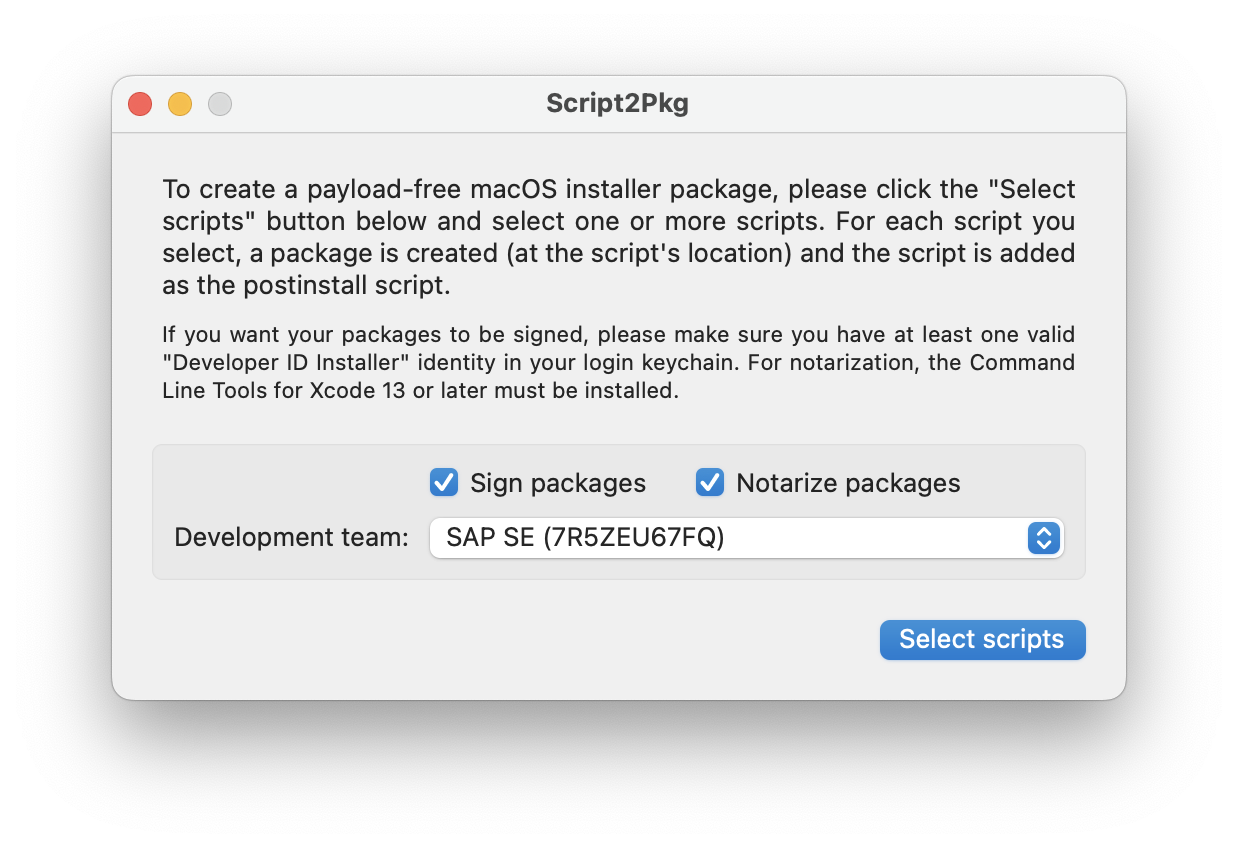 Script2Pkg
To create a payload-free macOS installer package, please click the "Select
scripts" button below and select one or more scripts. For each script you
select, a package is created (at the script's location) and the script is added
as the postinstall script.
If you want your packages to be signed, please make sure you have at least one valid
"Developer ID Installer" identity in your login keychain. For notarization, the Command
Line Tools for Xcode 13 or later must be installed.
Sign packages Notarize packages
Development team: SAP SE (7R5ZEU67FQ)
Select scripts